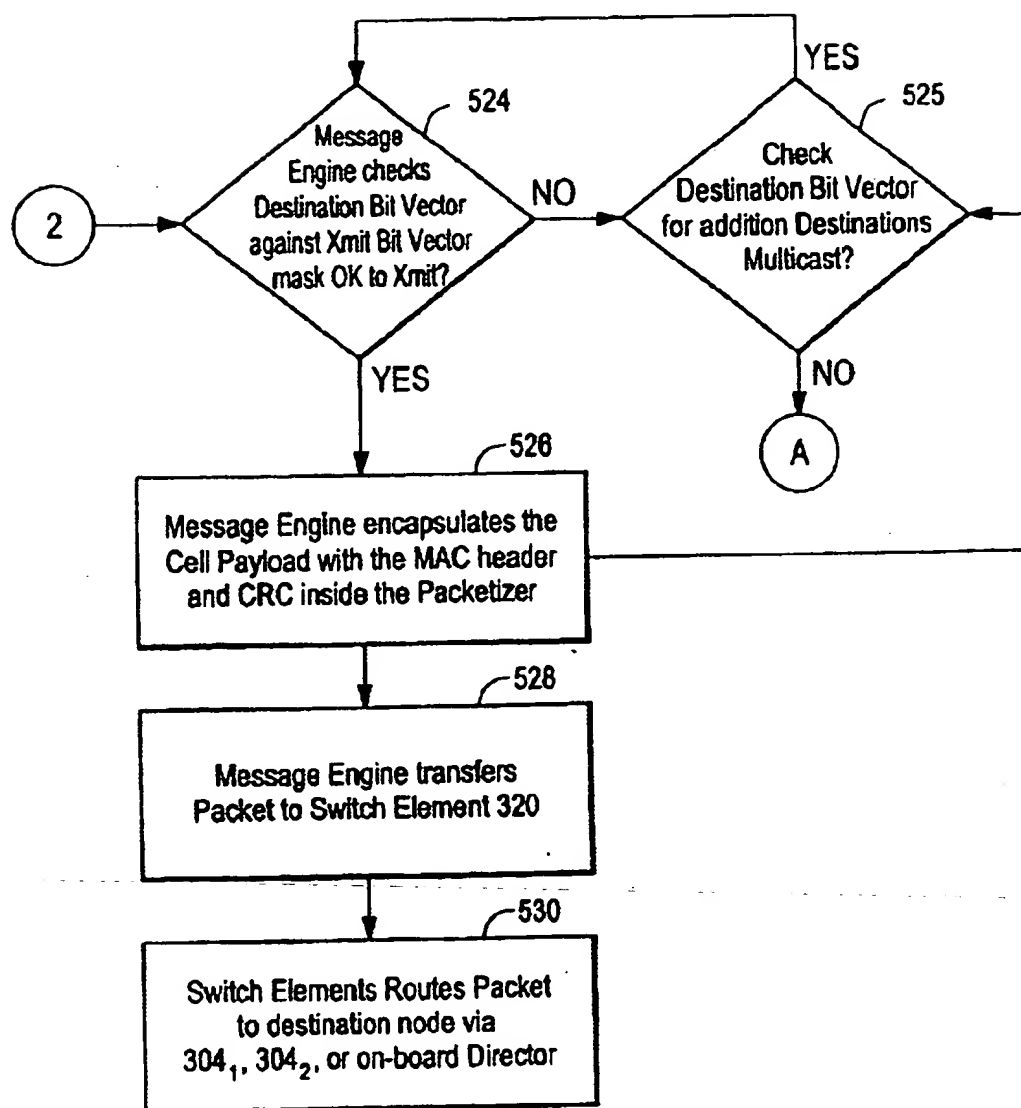 YES
524
525
Message
Engine checks
Destination Bit Vector
against Xmit Bit Vector
mask OK to Xmit?
NO
Check
Destination Bit Vector
for addition Destinations
Multicast?
2
YES
NO
A
526
Message Engine encapsulates the
Cell Payload with the MAC header
and CRC inside the Packetizer
528
Message Engine transfers
Packet to Switch Element 320
530
Switch Elements Routes Packet
to destination node via
304₁, 304₂, or on-board Director